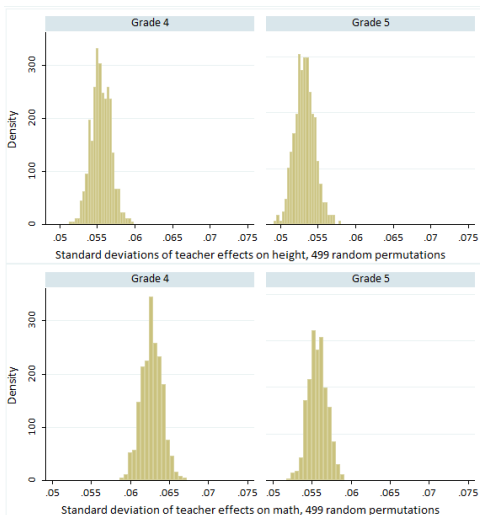 Grade 4 Grade 5
Density
300
200
100
0
.05 .055 .06 .065 .07 .075 .05 .055 .06 .065 .07 .075
Standard deviations of teacher effects on height, 499 random permutations
Grade 4 Grade 5
Density
300
200
100
0
.05 .055 .06 .065 .07 .075 .05 .055 .06 .065 .07 .075
Standard deviation of teacher effects on math, 499 random permutations